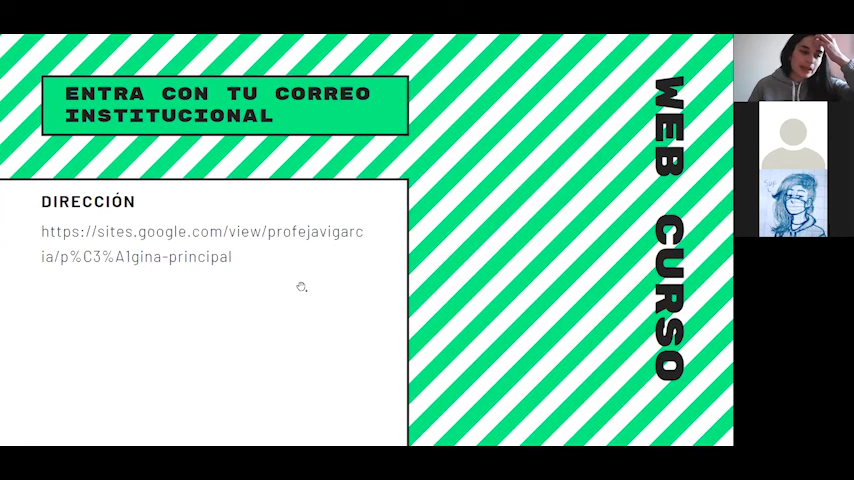 ENTRA CON TU CORREO
INSTITUCIONAL
DIRECCIÓN
https://sites.google.com/view/profejavigarc
ia/p%C3%A1gina-principal
WEB CURSO